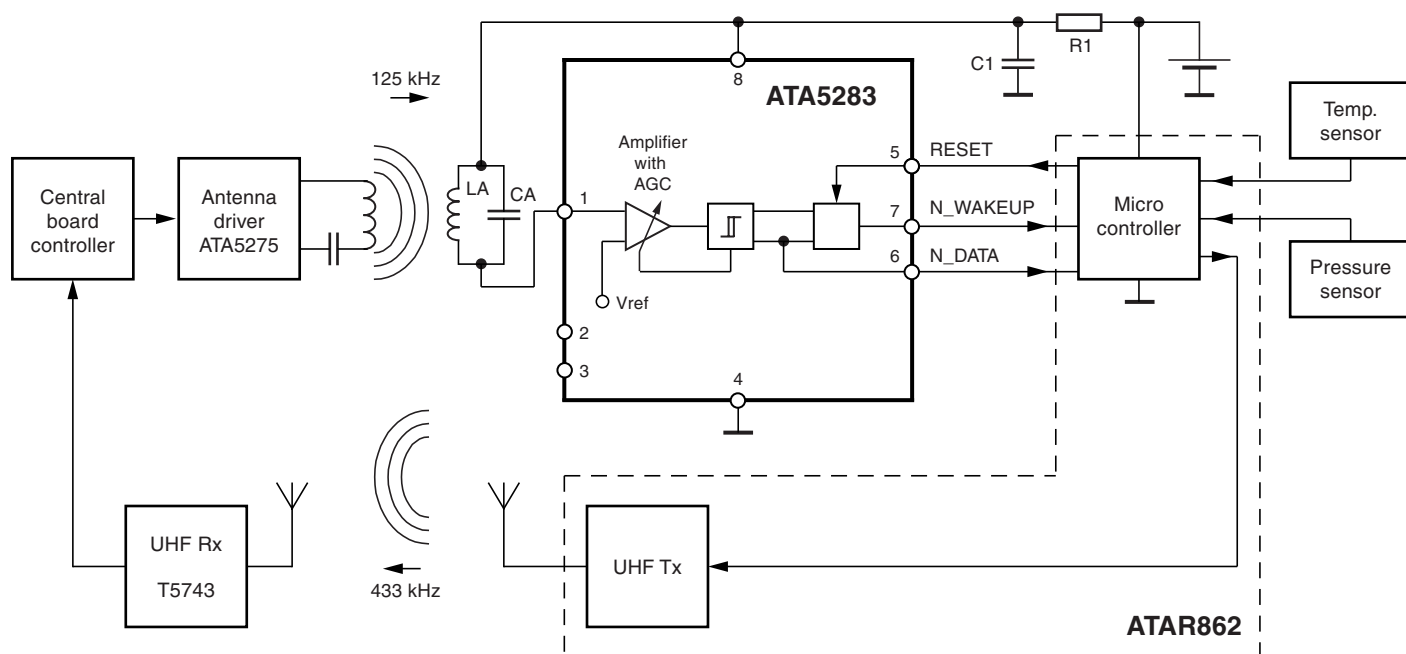 125 kHz
8
ATA5283
C1
R1
Temp.
sensor
Central
board
controller
Antenna
driver
ATA5275
LA
CA
1
Amplifier
with
AGC
Vref
2
3
4
5
RESET
7
N_WAKEUP
6
N_DATA
Micro
controller
Pressure
sensor
UHF Rx
T5743
433 kHz
UHF Tx
ATAR862